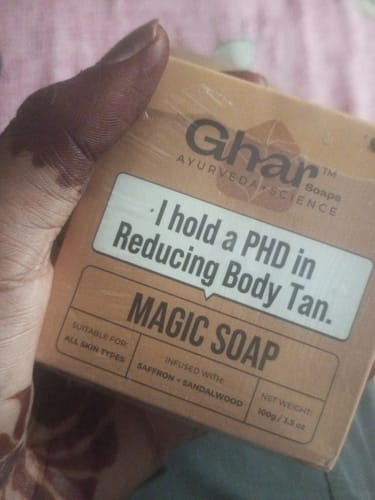 Ghar™
Soaps
AYURVEDA + SCIENCE
I hold a PHD in
Reducing Body Tan.
MAGIC SOAP
SUITABLE FOR:
ALL SKIN TYPES
INFUSED WITH:
SAFFRON + SANDALWOOD
NET WEIGHT:
100g / 3.5 oz